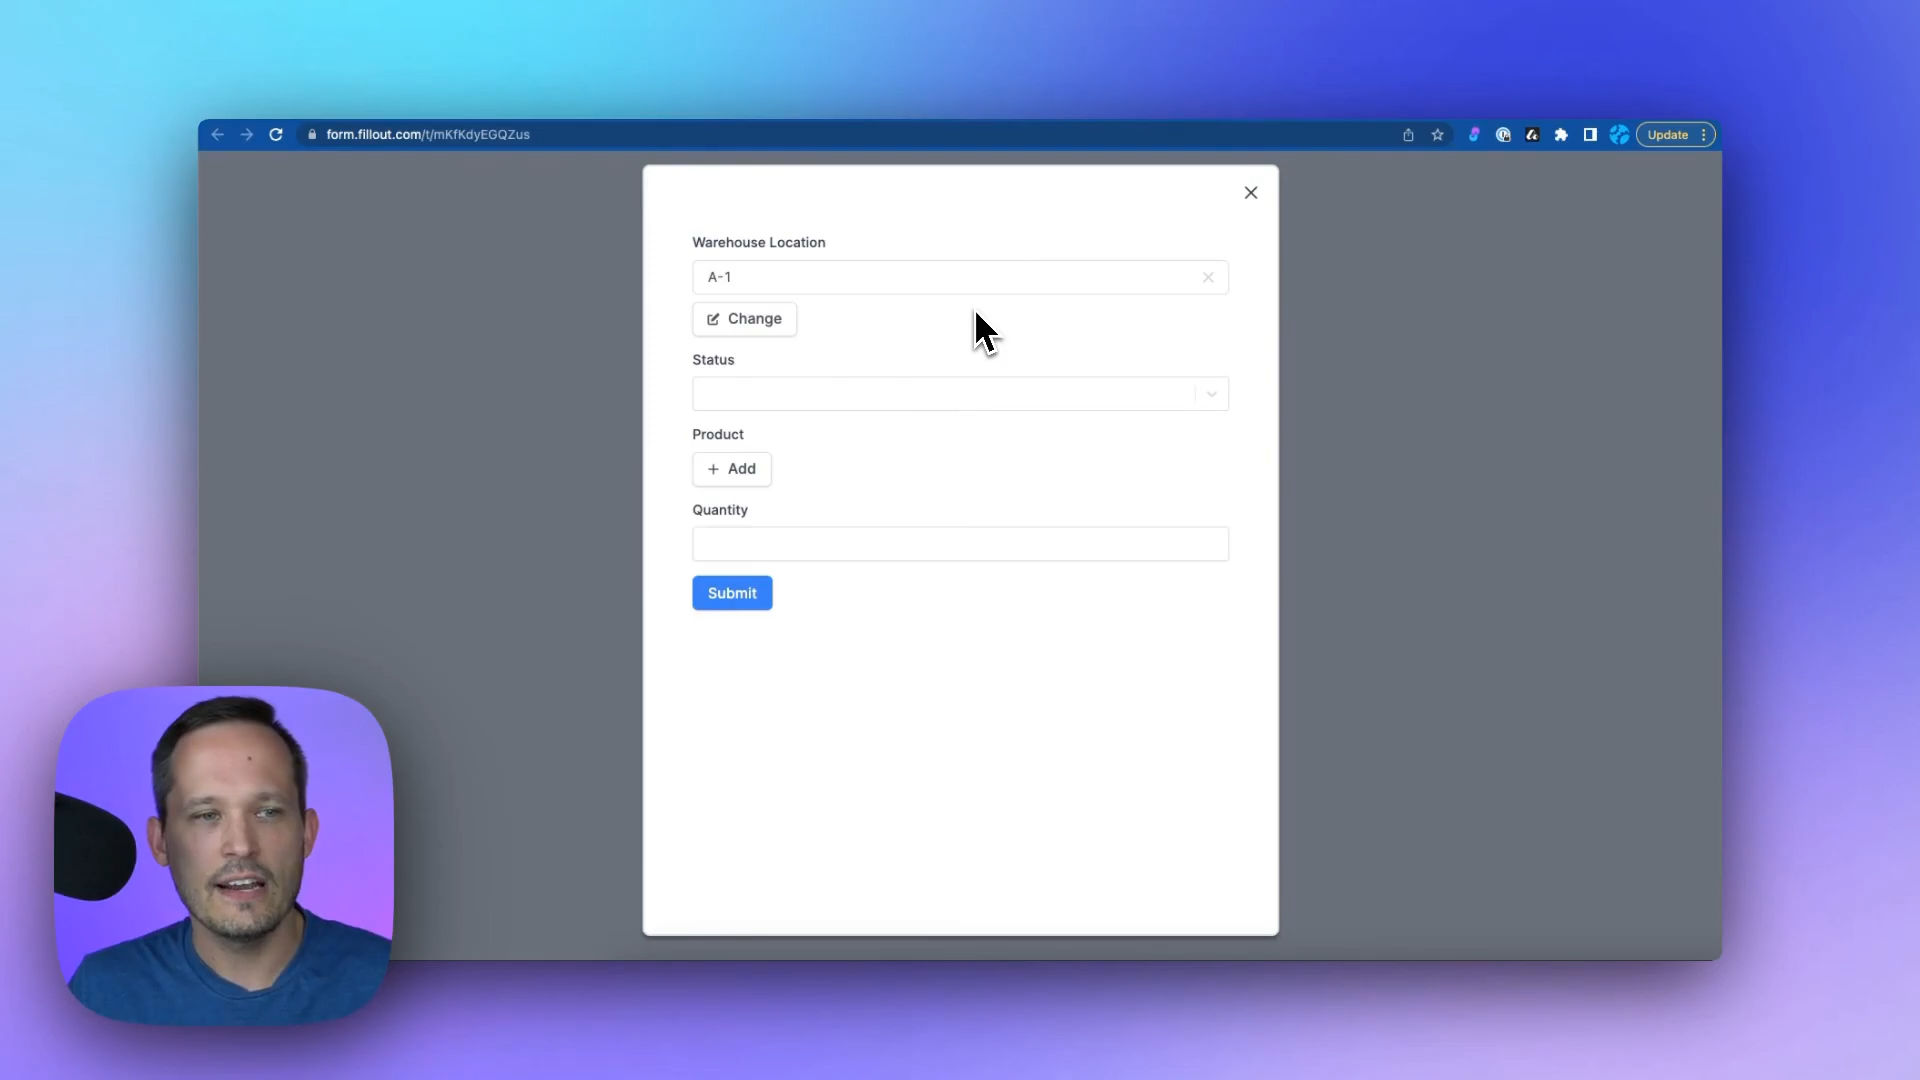 form.fillout.com/t/mKfKdyEGQZus
Update
Warehouse Location
A-1
Change
Status
Product
+ Add
Quantity
Submit